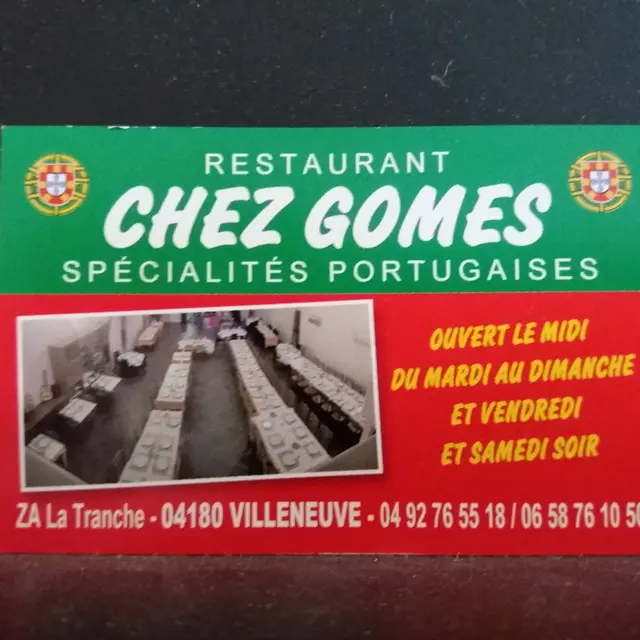 RESTAURANT
CHEZ GOMES
SPÉCIALITÉS PORTUGAISES
OUVERT LE MIDI
DU MARDI AU DIMANCHE
ET VENDREDI
ET SAMEDI SOIR
ZA La Tranche - 04180 VILLENEUVE - 04 92 76 55 18 / 06 58 76 10 50